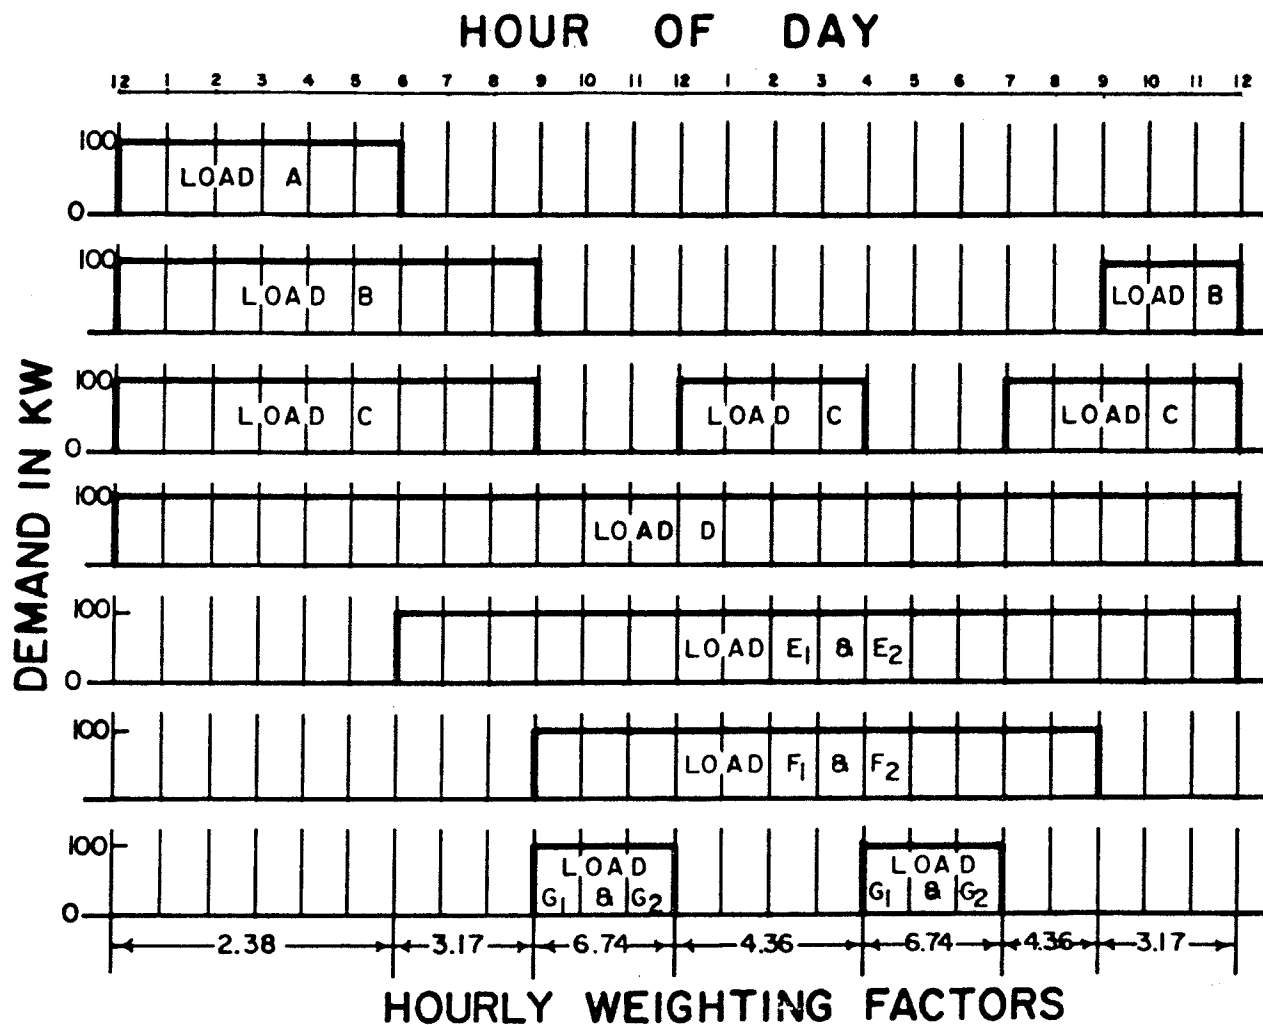 HOUR OF DAY
12 1 2 3 4 5 6 7 8 9 10 11 12 1 2 3 4 5 6 7 8 9 10 11 12
DEMAND IN KW
100
LOAD A
0
100
LOAD B LOAD B
100
LOAD C LOAD C LOAD C
0
100
LOAD D
100
LOAD E1 & E2
0
100
LOAD F1 & F2
100
LOAD LOAD
G1 & G2 G1 & G2
0
2.38 3.17 6.74 4.36 6.74 4.36 3.17
HOURLY WEIGHTING FACTORS